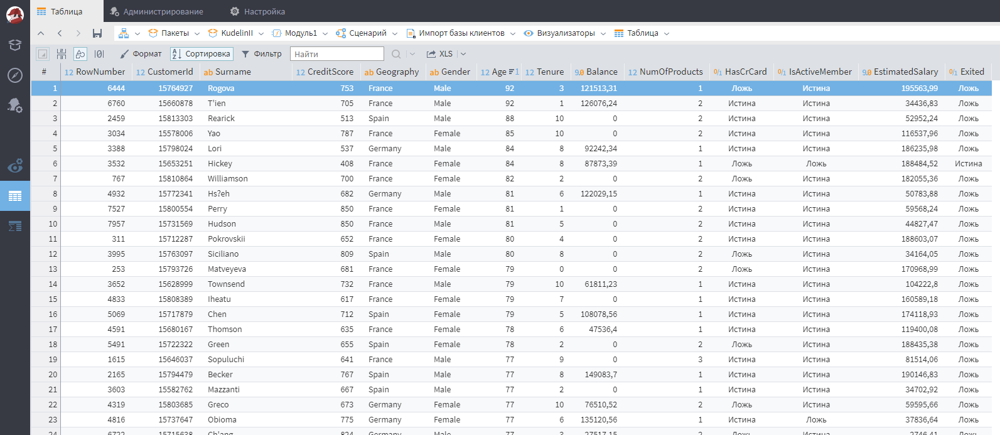 Таблица Администрирование Настройка
Пакеты KudelinII Модуль1 Сценарий Импорт базы клиентов Визуализаторы Таблица
Формат Сортировка Фильтр Найти XLS
# 12 RowNumber 12 CustomerId ab Surname 12 CreditScore ab Geography ab Gender 12 Age 1 12 Tenure 9.0 Balance 12 NumOfProducts 0/1 HasCrCard 0/1 IsActiveMember 9.0 EstimatedSalary 0/1 Exited
1 6444 15764927 Rogova 753 France Male 92 3 121513,31 1 Ложь Истина 195563,99 Ложь
2 6760 15660878 T'ien 705 France Male 92 1 126076,24 2 Истина Истина 34436,83 Ложь
3 2459 15813303 Rearick 513 Spain Male 88 10 0 2 Истина Истина 52952,24 Ложь
4 3034 15578006 Yao 787 France Female 85 10 0 2 Истина Истина 116537,96 Ложь
5 3388 15798024 Lori 537 Germany Male 84 8 92242,34 1 Истина Истина 186235,98 Ложь
6 3532 15653251 Hickey 408 France Female 84 8 87873,39 1 Ложь Ложь 188484,52 Истина
7 767 15810864 Williamson 700 France Female 82 2 0 2 Ложь Истина 182055,36 Ложь
8 4932 15772341 Hs?eh 682 Germany Male 81 6 122029,15 1 Истина Истина 50783,88 Ложь
9 7527 15800554 Perry 850 France Female 81 1 0 2 Истина Истина 59568,24 Ложь
10 7957 15731569 Hudson 850 France Male 81 5 0 2 Истина Истина 44827,47 Ложь
11 311 15712287 Pokrovskii 652 France Female 80 4 0 2 Истина Истина 188603,07 Ложь
12 3995 15763097 Siciliano 809 Spain Male 80 8 0 2 Ложь Истина 34164,05 Ложь
13 253 15793726 Matveyeva 681 France Female 79 0 0 2 Ложь Истина 170968,99 Ложь
14 3652 15628999 Townsend 732 France Male 79 10 61811,23 1 Истина Истина 104222,8 Ложь
15 4833 15808389 Iheatu 617 France Female 79 7 0 1 Истина Истина 160589,18 Ложь
16 5069 15717879 Chen 712 Spain Female 79 5 108078,56 1 Истина Истина 174118,93 Ложь
17 4591 15680167 Thomson 635 France Female 78 6 47536,4 1 Истина Истина 119400,08 Ложь
18 5491 15722322 Green 655 Spain Female 78 2 0 2 Ложь Истина 188435,38 Ложь
19 1615 15646037 Sopuluchi 641 France Male 77 9 0 3 Истина Истина 81514,06 Ложь
20 2165 15794479 Becker 767 Spain Male 77 8 149083,7 1 Истина Истина 190146,83 Ложь
21 3603 15582762 Mazzanti 667 Spain Male 77 2 0 1 Истина Истина 34702,92 Ложь
22 4319 15803685 Greco 673 Germany Female 77 10 76510,52 2 Ложь Истина 59595,66 Ложь
23 4816 15737647 Obioma 775 Germany Female 77 6 135120,56 1 Истина Ложь 37836,64 Ложь
24 6722 15715638 Ch'ang 824 Germany Male 77 3 27517,15 2 Ложь Истина 2746,41 Ложь